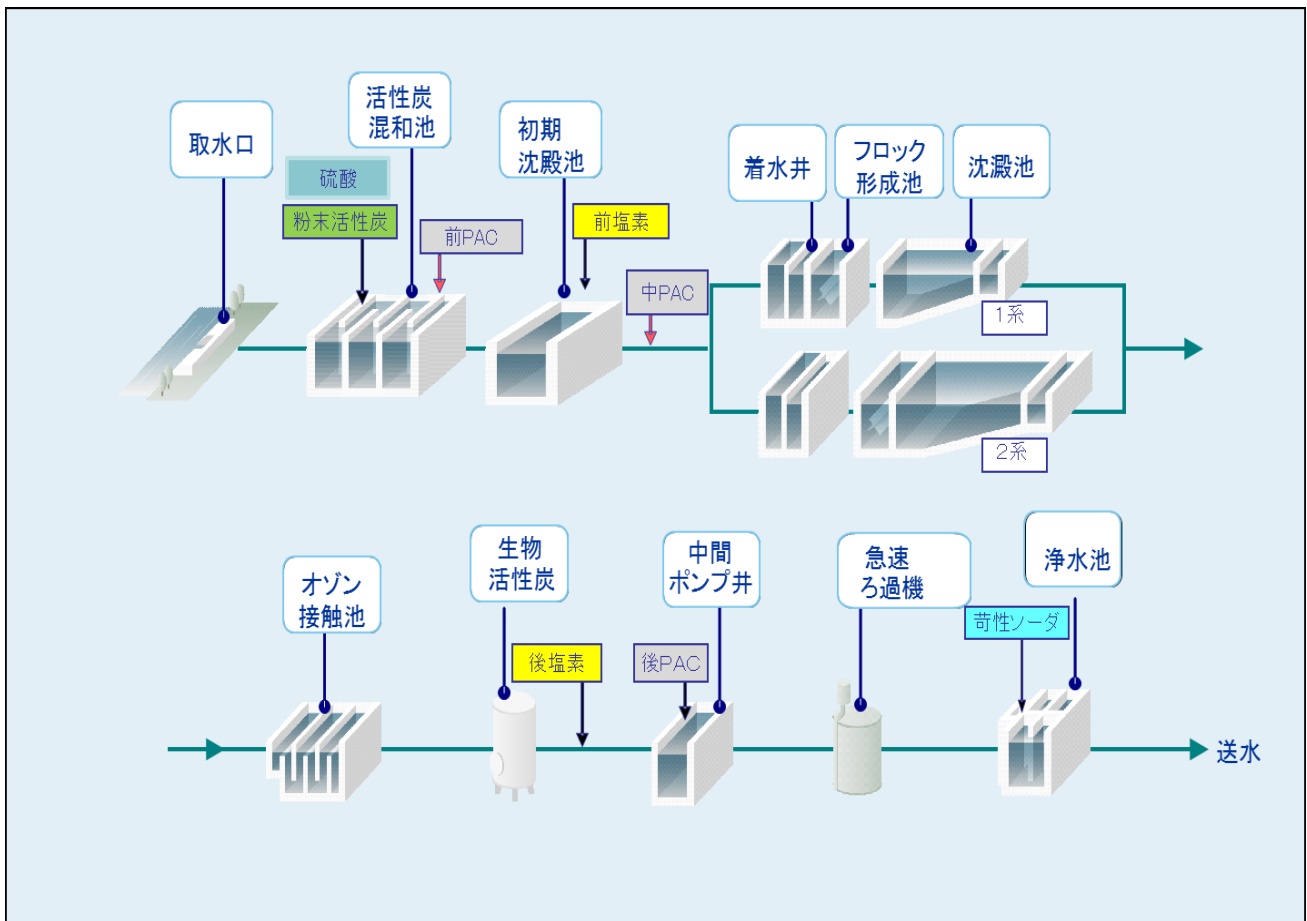 取水口
活性炭
混和池
硫酸
粉末活性炭
前PAC
初期
沈殿池
前塩素
中PAC
着水井
フロック
形成池
沈澱池
1系
2系
オゾン
接触池
生物
活性炭
後塩素
中間
ポンプ井
後PAC
急速
ろ過機
苛性ソーダ
浄水池
送水